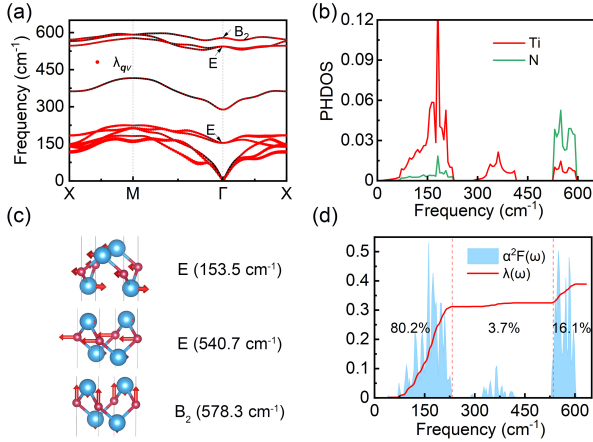 (a)
600
450
300
150
0
Frequency (cm⁻¹)
B₂
E
λqν
E
X
M
Γ
X
(b)
0.12
0.09
0.06
0.03
0.00
PHDOS
Ti
N
0
150
300
450
600
Frequency (cm⁻¹)
(c)
E (153.5 cm⁻¹)
E (540.7 cm⁻¹)
B₂ (578.3 cm⁻¹)
(d)
0.5
0.4
0.3
0.2
0.1
0.0
α²F(ω)
λ(ω)
80.2%
3.7%
16.1%
0
150
300
450
600
Frequency (cm⁻¹)